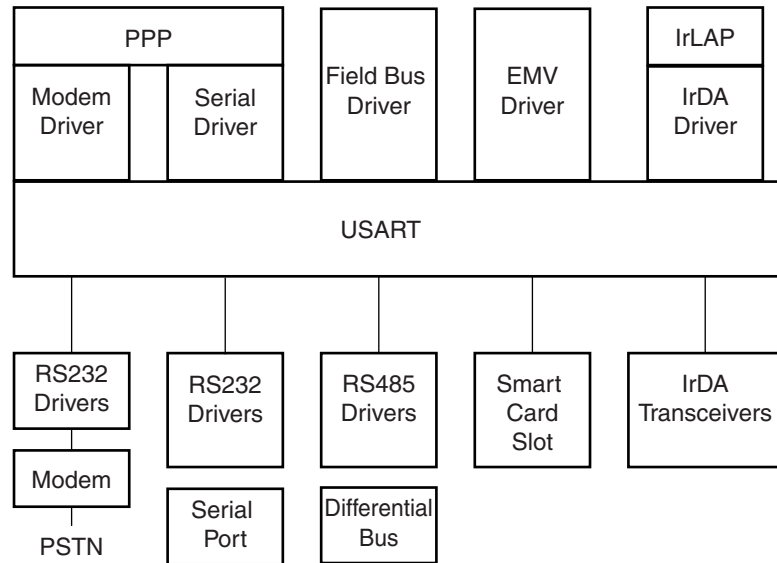 PPP
IrLAP
Modem
Driver
Serial
Driver
Field Bus
Driver
EMV
Driver
IrDA
Driver
USART
RS232
Drivers
RS232
Drivers
RS485
Drivers
Smart
Card
Slot
IrDA
Transceivers
Modem
Serial
Port
Differential
Bus
PSTN